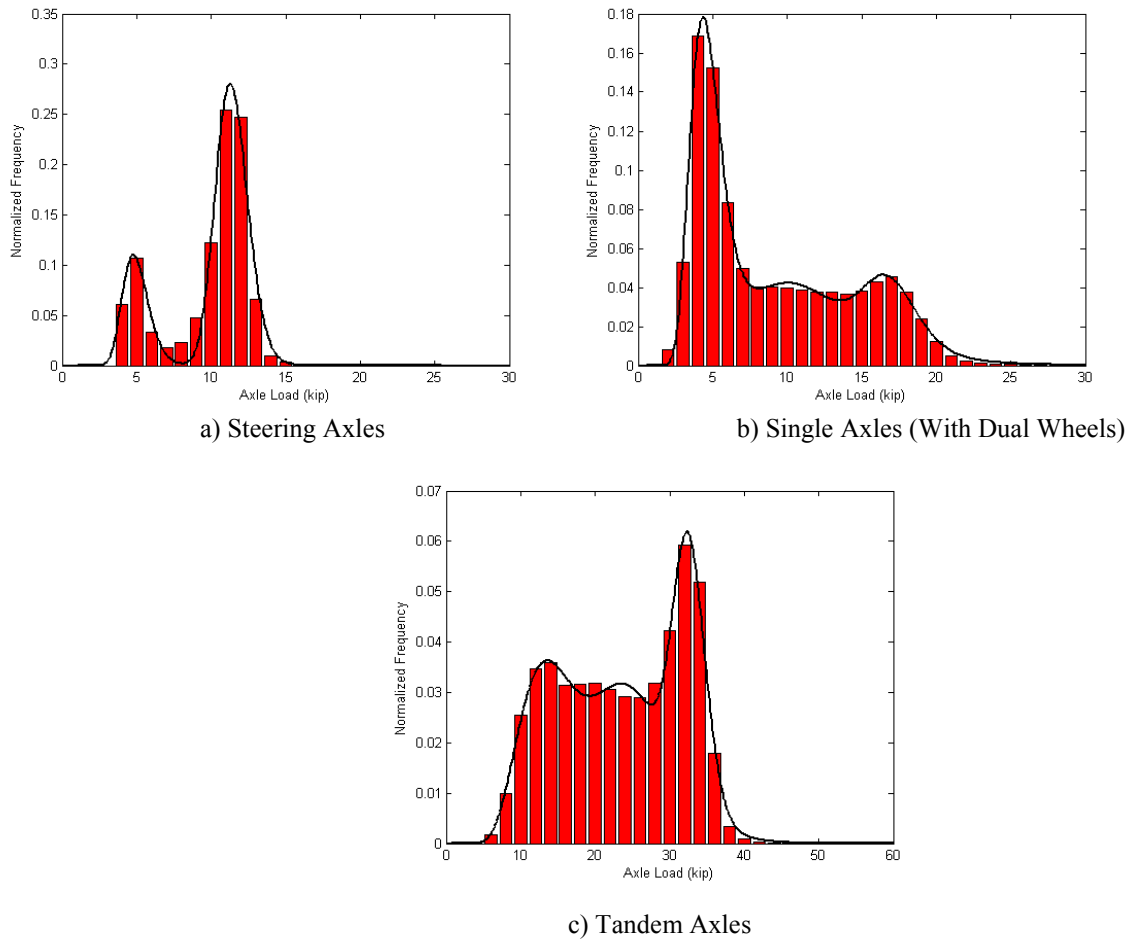 0.35
0.3
0.25
0.2
0.15
0.1
0.05
0
Normalized Frequency
0 5 10 15 20 25 30
Axle Load (kip)
a) Steering Axles
0.18
0.16
0.14
0.12
0.1
0.08
0.06
0.04
0.02
0
Normalized Frequency
0 5 10 15 20 25 30
Axle Load (kip)
b) Single Axles (With Dual Wheels)
0.07
0.06
0.05
0.04
0.03
0.02
0.01
0
Normalized Frequency
0 10 20 30 40 50 60
Axle Load (kip)
c) Tandem Axles